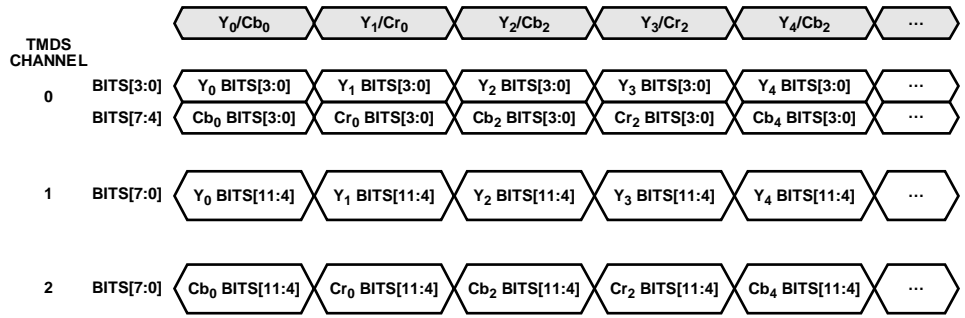 Y0/Cb0 Y1/Cr0 Y2/Cb2 Y3/Cr2 Y4/Cb2 ...
TMDS
CHANNEL
0
BITS[3:0] Y0 BITS[3:0] Y1 BITS[3:0] Y2 BITS[3:0] Y3 BITS[3:0] Y4 BITS[3:0] ...
BITS[7:4] Cb0 BITS[3:0] Cr0 BITS[3:0] Cb2 BITS[3:0] Cr2 BITS[3:0] Cb4 BITS[3:0] ...
1 BITS[7:0] Y0 BITS[11:4] Y1 BITS[11:4] Y2 BITS[11:4] Y3 BITS[11:4] Y4 BITS[11:4] ...
2 BITS[7:0] Cb0 BITS[11:4] Cr0 BITS[11:4] Cb2 BITS[11:4] Cr2 BITS[11:4] Cb4 BITS[11:4] ...